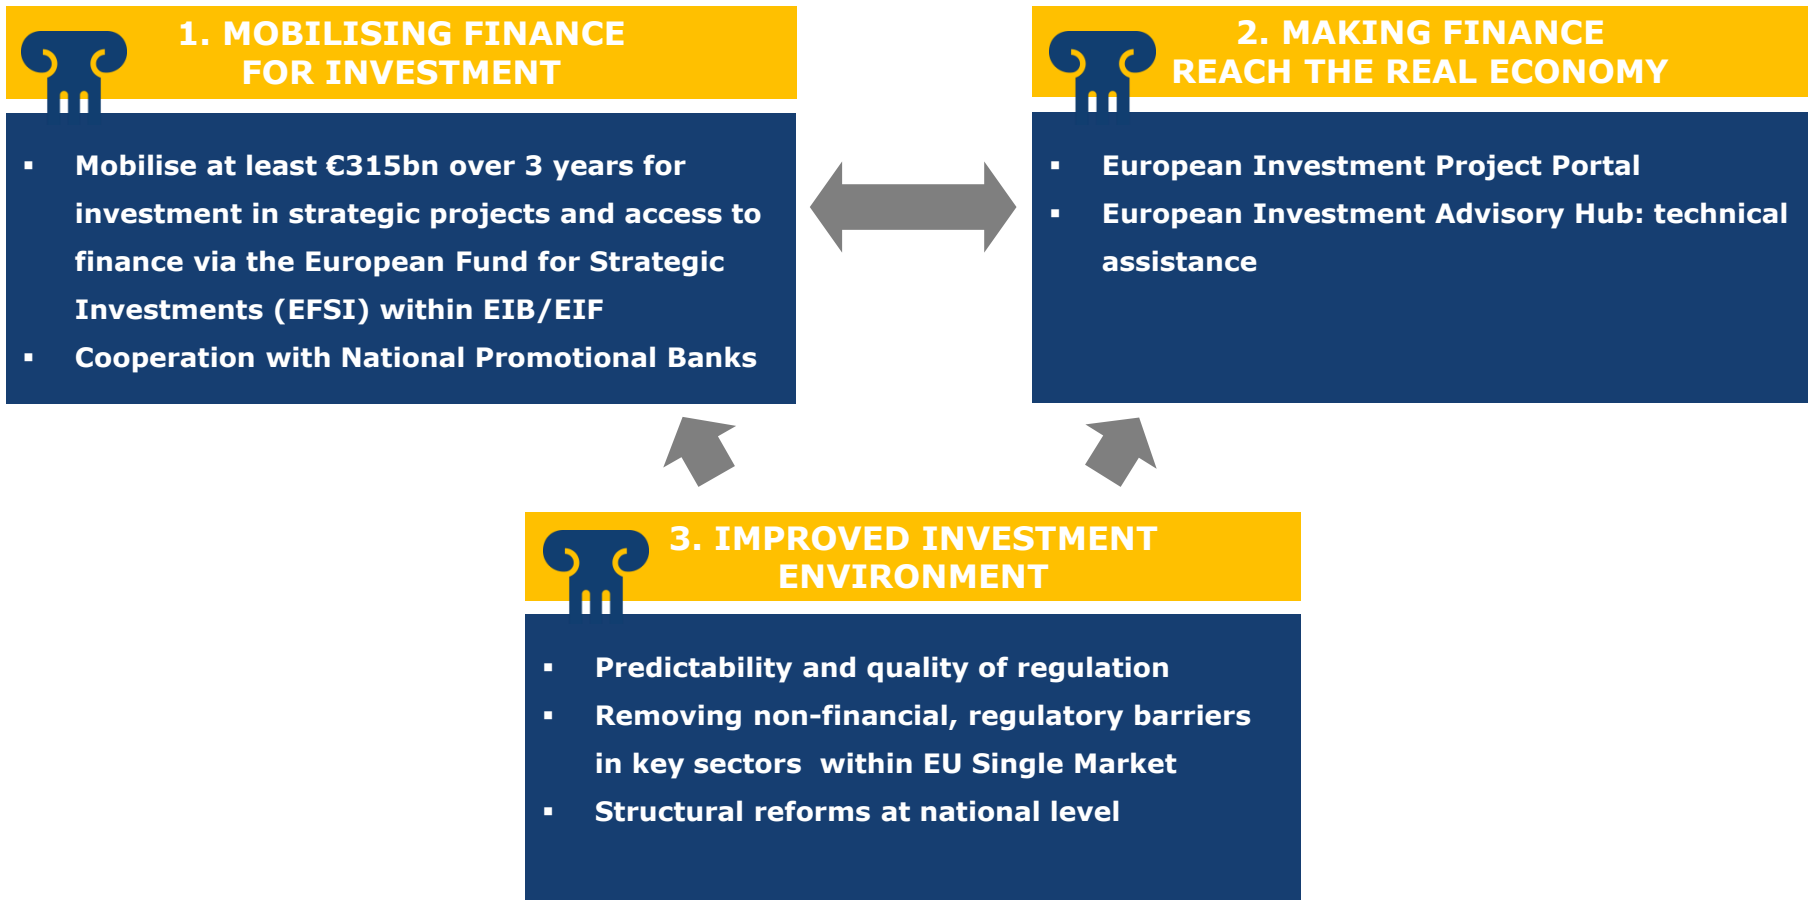 1. MOBILISING FINANCE
FOR INVESTMENT
▪ Mobilise at least €315bn over 3 years for
investment in strategic projects and access to
finance via the European Fund for Strategic
Investments (EFSI) within EIB/EIF
▪ Cooperation with National Promotional Banks
2. MAKING FINANCE
REACH THE REAL ECONOMY
▪ European Investment Project Portal
▪ European Investment Advisory Hub: technical
assistance
3. IMPROVED INVESTMENT
ENVIRONMENT
▪ Predictability and quality of regulation
▪ Removing non-financial, regulatory barriers
in key sectors  within EU Single Market
▪ Structural reforms at national level